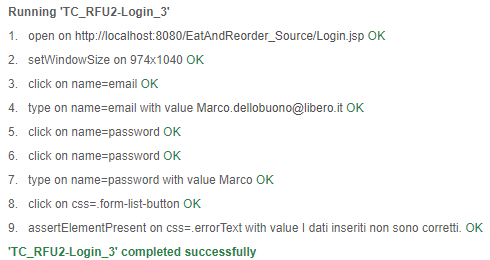 Running 'TC_RFU2-Login_3'
1. open on http://localhost:8080/EatAndReorder_Source/Login.jsp OK
2. setWindowSize on 974x1040 OK
3. click on name=email OK
4. type on name=email with value Marco.dellobuono@libero.it OK
5. click on name=password OK
6. click on name=password OK
7. type on name=password with value Marco OK
8. click on css=.form-list-button OK
9. assertElementPresent on css=.errorText with value I dati inseriti non sono corretti. OK
'TC_RFU2-Login_3' completed successfully